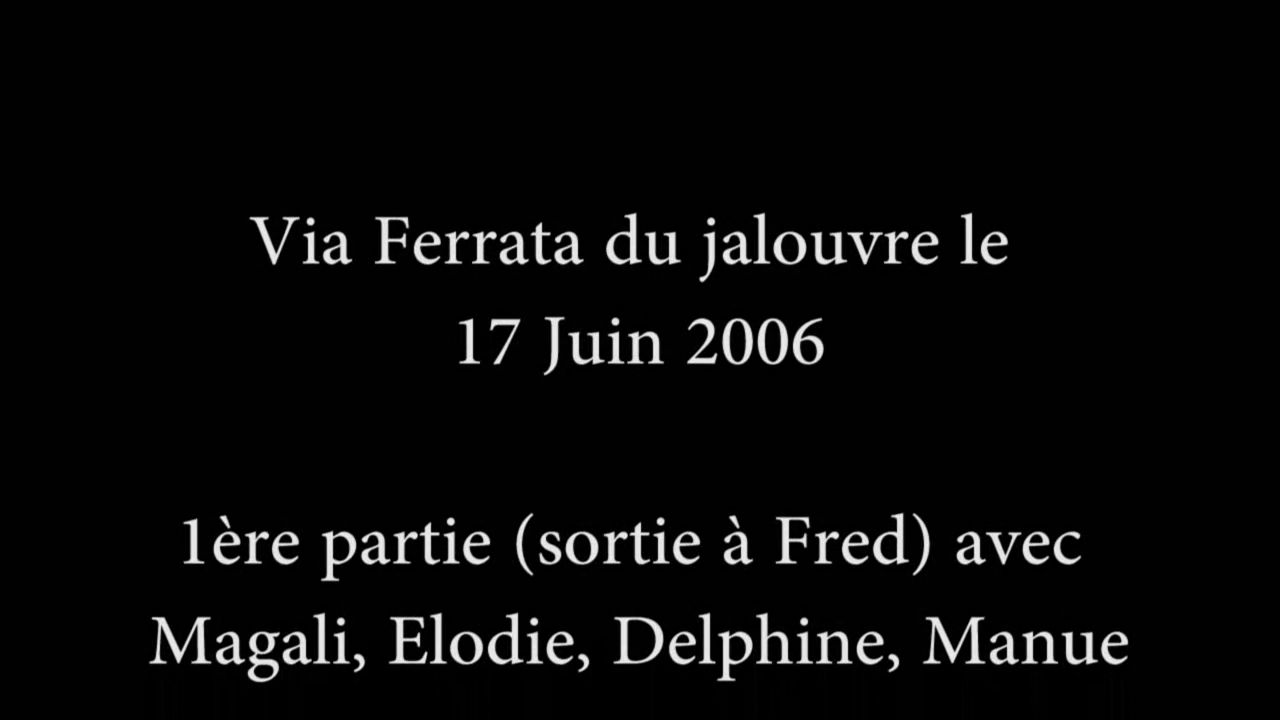 Via Ferrata du jalouvre le
17 Juin 2006
1ère partie (sortie à Fred) avec
Magali, Elodie, Delphine, Manue